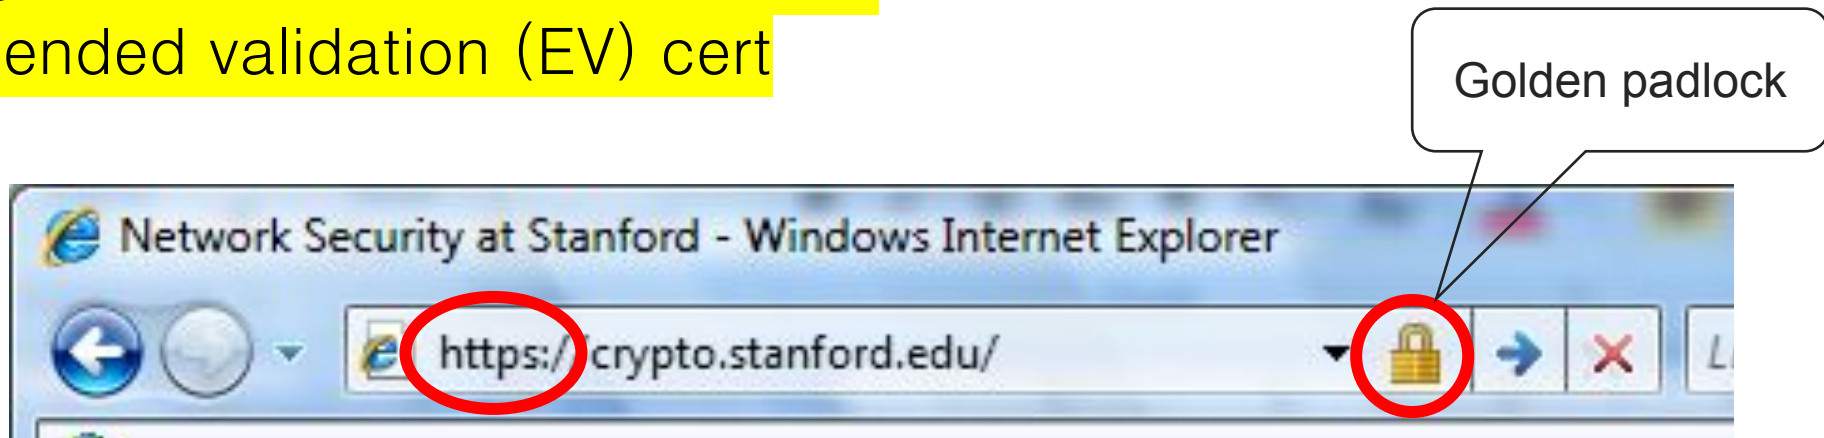 ended validation (EV) cert
Golden padlock
Network Security at Stanford - Windows Internet Explorer
https://crypto.stanford.edu/